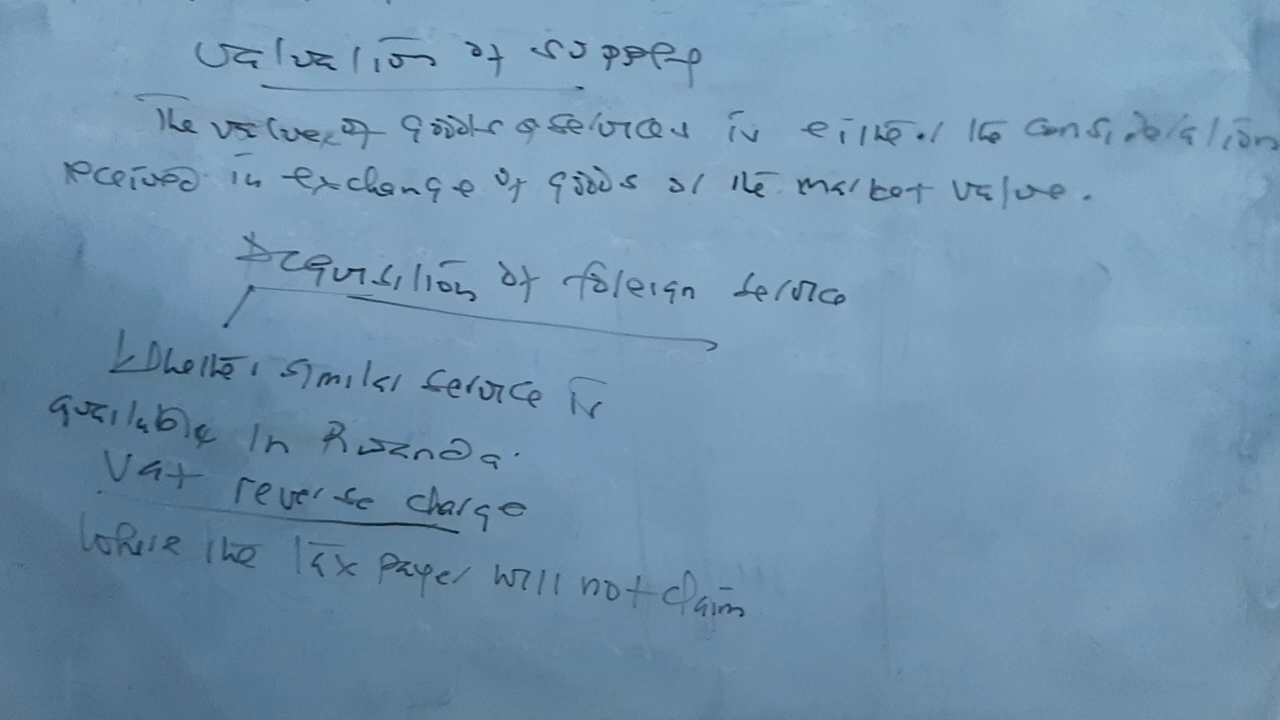 Valuation of supply
The value of goods & services is either the consideration
received in exchange of goods or the market value.
Acquisition of foreign service
Whether similar service is
available in Rwanda.
Vat reverse charge
Where the tax payer will not claim